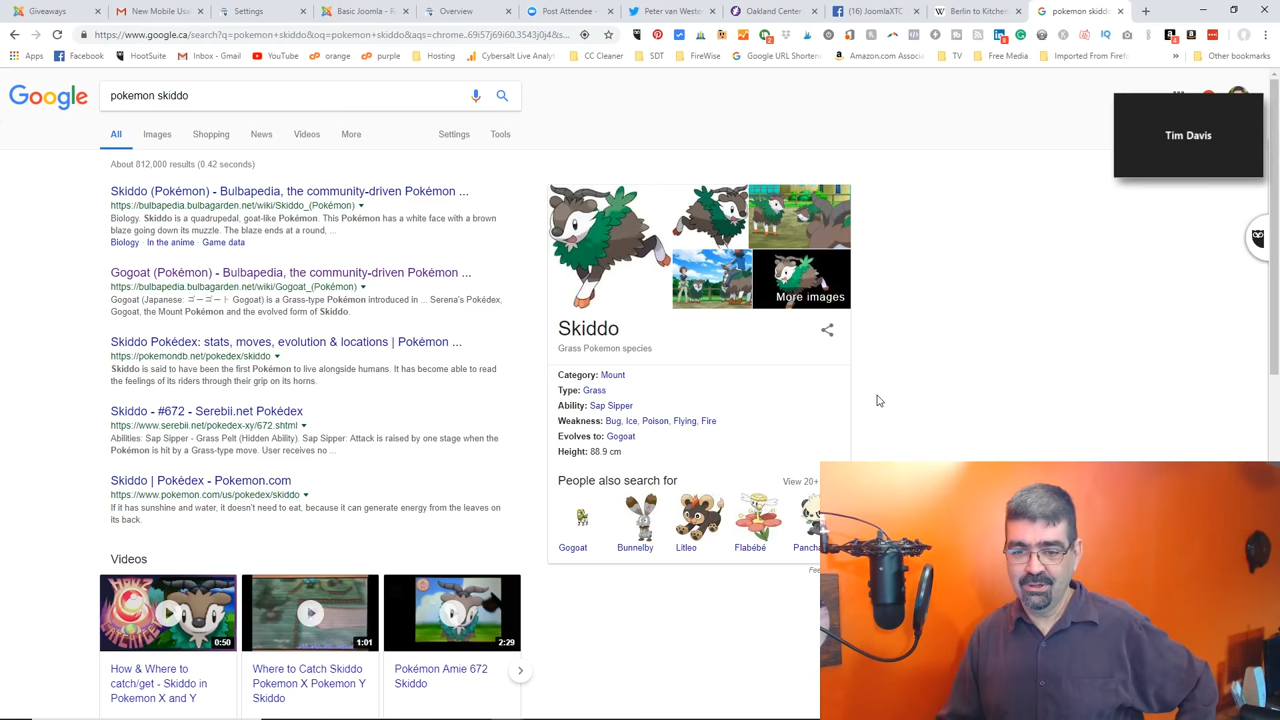 Giveaways
New Mobile Usab
Basic Joomla - R
Overview
Post Attendee -
Peter van Wester
Oakland Center
(16) JoomlaXTC
Berlin to Kitchen
pokemon skiddo
https://www.google.ca/search?q=pokemon+skiddo&oq=pokemon+skiddo&aqs=chrome..69i57j69i60.3543j0j4&s...
Apps
Facebook
HootSuite
Instagram
YouTube
orange
purple
Hosting
Cybersalt Live Analyt
CC Cleaner
SDT
FireWise
Google URL Shortene
Amazon.com Associa
TV
Free Media
Imported From Firefo
»
Other bookmarks
Google
pokemon skiddo
All
Images
Shopping
News
Videos
More
Settings
Tools
Tim Davis
About 812,000 results (0.42 seconds)
Skiddo (Pokémon) - Bulbapedia, the community-driven Pokémon ...
https://bulbapedia.bulbagarden.net/wiki/Skiddo_(Pokémon)
Biology. Skiddo is a quadrupedal, goat-like Pokémon. This Pokémon has a white face with a brown
blaze going down its muzzle. The blaze ends at a round, ...
Biology · In the anime · Game data
Gogoat (Pokémon) - Bulbapedia, the community-driven Pokémon ...
https://bulbapedia.bulbagarden.net/wiki/Gogoat_(Pokémon)
Gogoat (Japanese: ゴーゴート Gogoat) is a Grass-type Pokémon introduced in ... Serena's Pokédex,
Gogoat, the Mount Pokémon and the evolved form of Skiddo.
Skiddo Pokédex: stats, moves, evolution & locations | Pokémon ...
https://pokemondb.net/pokedex/skiddo
Skiddo is said to have been the first Pokémon to live alongside humans. It has become able to read
the feelings of its riders through their grip on its horns.
Skiddo - #672 - Serebii.net Pokédex
https://www.serebii.net/pokedex-xy/672.shtml
Abilities: Sap Sipper - Grass Pelt (Hidden Ability). Sap Sipper: Attack is raised by one stage when the
Pokémon is hit by a Grass-type move. User receives no ...
Skiddo | Pokédex - Pokemon.com
https://www.pokemon.com/us/pokedex/skiddo
If it has sunshine and water, it doesn't need to eat, because it can generate energy from the leaves on
its back.
Videos
0:50
1:01
2:29
How & Where to
catch/get - Skiddo in
Pokemon X and Y
Where to Catch Skiddo
Pokemon X Pokemon Y
Skiddo
Pokémon Amie 672
Skiddo
More images
Skiddo
Grass Pokemon species
Category: Mount
Type: Grass
Ability: Sap Sipper
Weakness: Bug, Ice, Poison, Flying, Fire
Evolves to: Gogoat
Height: 88.9 cm
People also search for
View 20+
Gogoat
Bunnelby
Litleo
Flabébé
Pancha
Fee